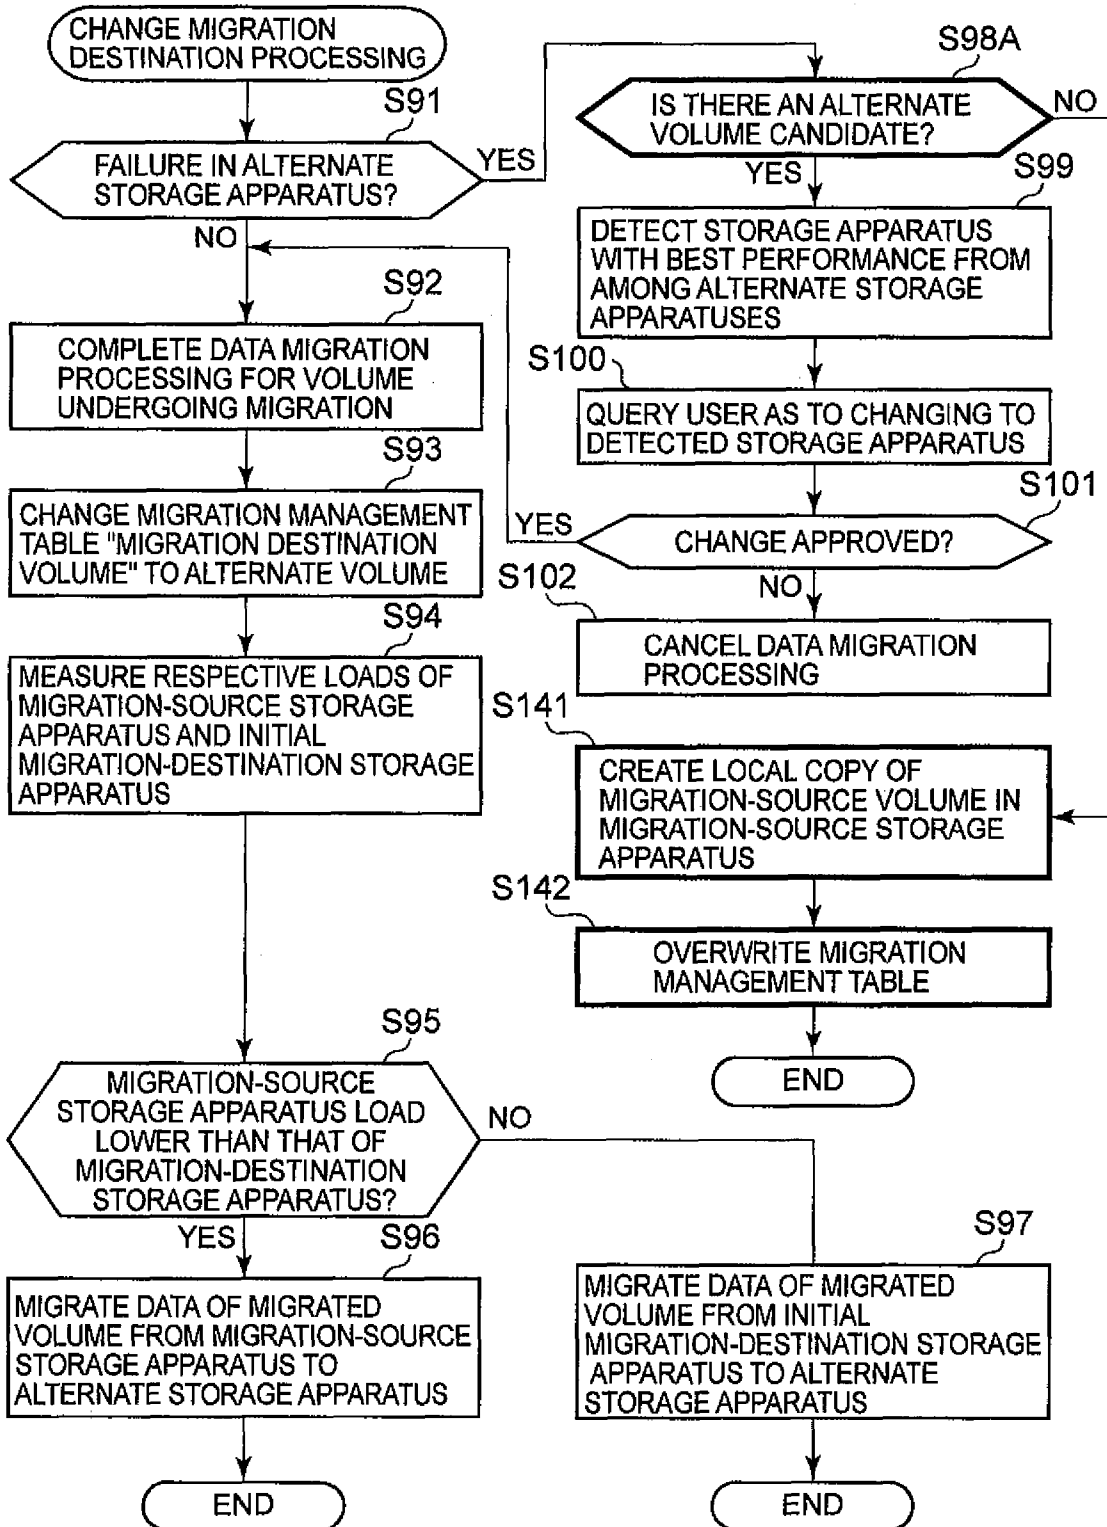 CHANGE MIGRATION
DESTINATION PROCESSING
S91
FAILURE IN ALTERNATE
STORAGE APPARATUS?
YES
NO
S92
COMPLETE DATA MIGRATION
PROCESSING FOR VOLUME
UNDERGOING MIGRATION
S93
CHANGE MIGRATION MANAGEMENT
TABLE "MIGRATION DESTINATION
VOLUME" TO ALTERNATE VOLUME
S94
MEASURE RESPECTIVE LOADS OF
MIGRATION-SOURCE STORAGE
APPARATUS AND INITIAL
MIGRATION-DESTINATION STORAGE
APPARATUS
S95
MIGRATION-SOURCE
STORAGE APPARATUS LOAD
LOWER THAN THAT OF
MIGRATION-DESTINATION
STORAGE APPARATUS?
NO
YES
S96
MIGRATE DATA OF MIGRATED
VOLUME FROM MIGRATION-SOURCE
STORAGE APPARATUS TO
ALTERNATE STORAGE APPARATUS
END
S98A
IS THERE AN ALTERNATE
VOLUME CANDIDATE?
NO
YES
S99
DETECT STORAGE APPARATUS
WITH BEST PERFORMANCE FROM
AMONG ALTERNATE STORAGE
APPARATUSES
S100
QUERY USER AS TO CHANGING TO
DETECTED STORAGE APPARATUS
S101
YES
CHANGE APPROVED?
NO
S102
CANCEL DATA MIGRATION
PROCESSING
S141
CREATE LOCAL COPY OF
MIGRATION-SOURCE VOLUME IN
MIGRATION-SOURCE STORAGE
APPARATUS
S142
OVERWRITE MIGRATION
MANAGEMENT TABLE
END
S97
MIGRATE DATA OF MIGRATED
VOLUME FROM INITIAL
MIGRATION-DESTINATION STORAGE
APPARATUS TO ALTERNATE
STORAGE APPARATUS
END